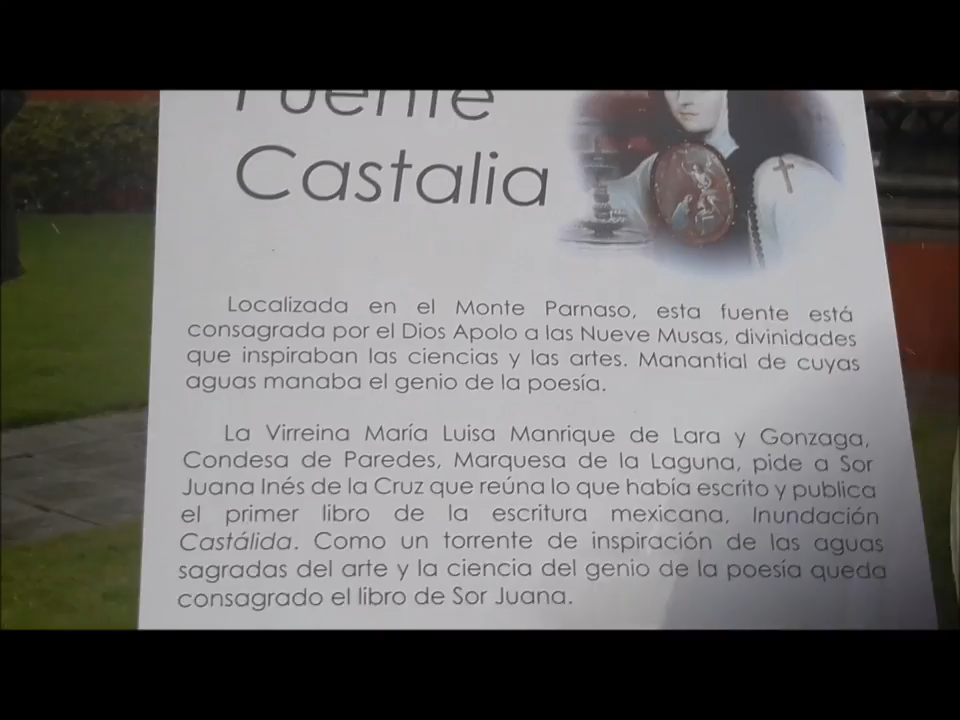 Fuente
Castalia
Localizada en el Monte Parnaso, esta fuente está
consagrada por el Dios Apolo a las Nueve Musas, divinidades
que inspiraban las ciencias y las artes. Manantial de cuyas
aguas manaba el genio de la poesía.
La Virreina María Luisa Manrique de Lara y Gonzaga,
Condesa de Paredes, Marquesa de la Laguna, pide a Sor
Juana Inés de la Cruz que reúna lo que había escrito y publica
el primer libro de la escritura mexicana, Inundación
Castálida. Como un torrente de inspiración de las aguas
sagradas del arte y la ciencia del genio de la poesía queda
consagrado el libro de Sor Juana.